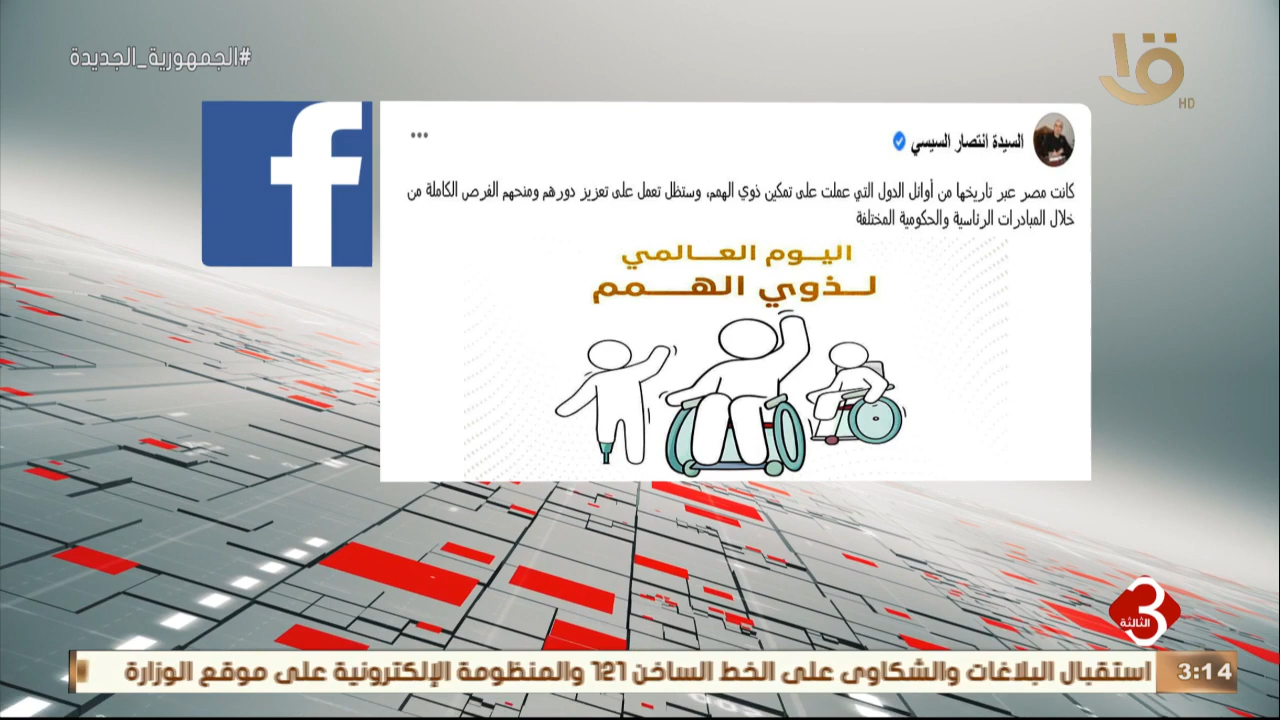 #الجمهورية_الجديدة
HD
السيدة انتصار السيسي
كانت مصر عبر تاريخها من أوائل الدول التي عملت على تمكين ذوي الهمم، وستظل تعمل على تعزيز دورهم ومنحهم الفرص الكاملة من
خلال المبادرات الرئاسية والحكومية المختلفة
اليوم العالمي
لذوي الهمم
3
الثالثة
3:14
استقبال البلاغات والشكاوى على الخط الساخن 121 والمنظومة الإلكترونية على موقع الوزارة